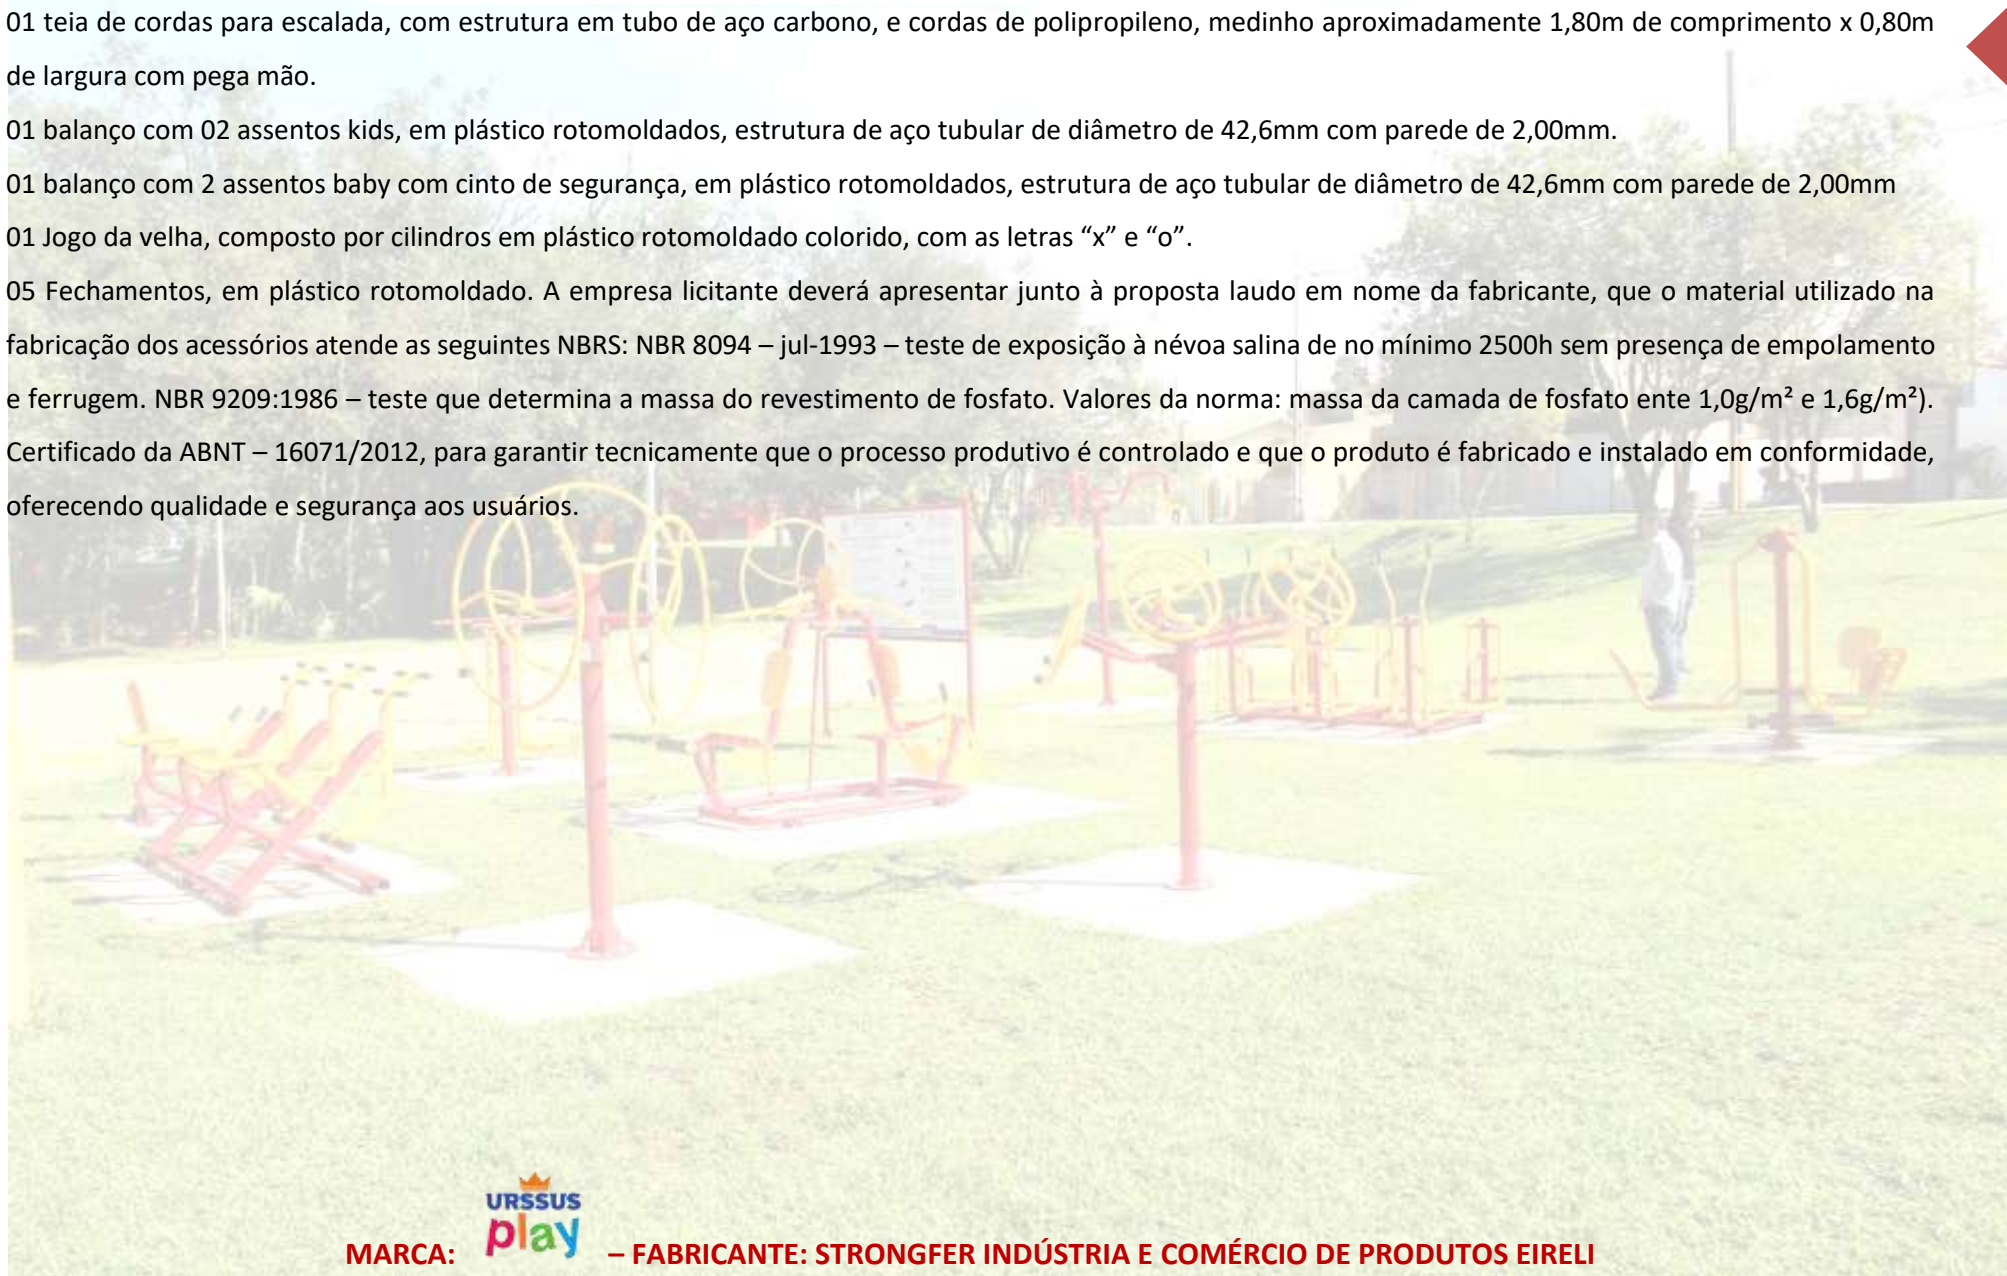 01 teia de cordas para escalada, com estrutura em tubo de aço carbono, e cordas de polipropileno, medinho aproximadamente 1,80m de comprimento x 0,80m
de largura com pega mão.
01 balanço com 02 assentos kids, em plástico rotomoldados, estrutura de aço tubular de diâmetro de 42,6mm com parede de 2,00mm.
01 balanço com 2 assentos baby com cinto de segurança, em plástico rotomoldados, estrutura de aço tubular de diâmetro de 42,6mm com parede de 2,00mm
01 Jogo da velha, composto por cilindros em plástico rotomoldado colorido, com as letras “x” e “o”.
05 Fechamentos, em plástico rotomoldado. A empresa licitante deverá apresentar junto à proposta laudo em nome da fabricante, que o material utilizado na
fabricação dos acessórios atende as seguintes NBRS: NBR 8094 – jul-1993 – teste de exposição à névoa salina de no mínimo 2500h sem presença de empolamento
e ferrugem. NBR 9209:1986 – teste que determina a massa do revestimento de fosfato. Valores da norma: massa da camada de fosfato ente 1,0g/m² e 1,6g/m²).
Certificado da ABNT – 16071/2012, para garantir tecnicamente que o processo produtivo é controlado e que o produto é fabricado e instalado em conformidade,
oferecendo qualidade e segurança aos usuários.
URSSUS
play
MARCA: – FABRICANTE: STRONGFER INDÚSTRIA E COMÉRCIO DE PRODUTOS EIRELI